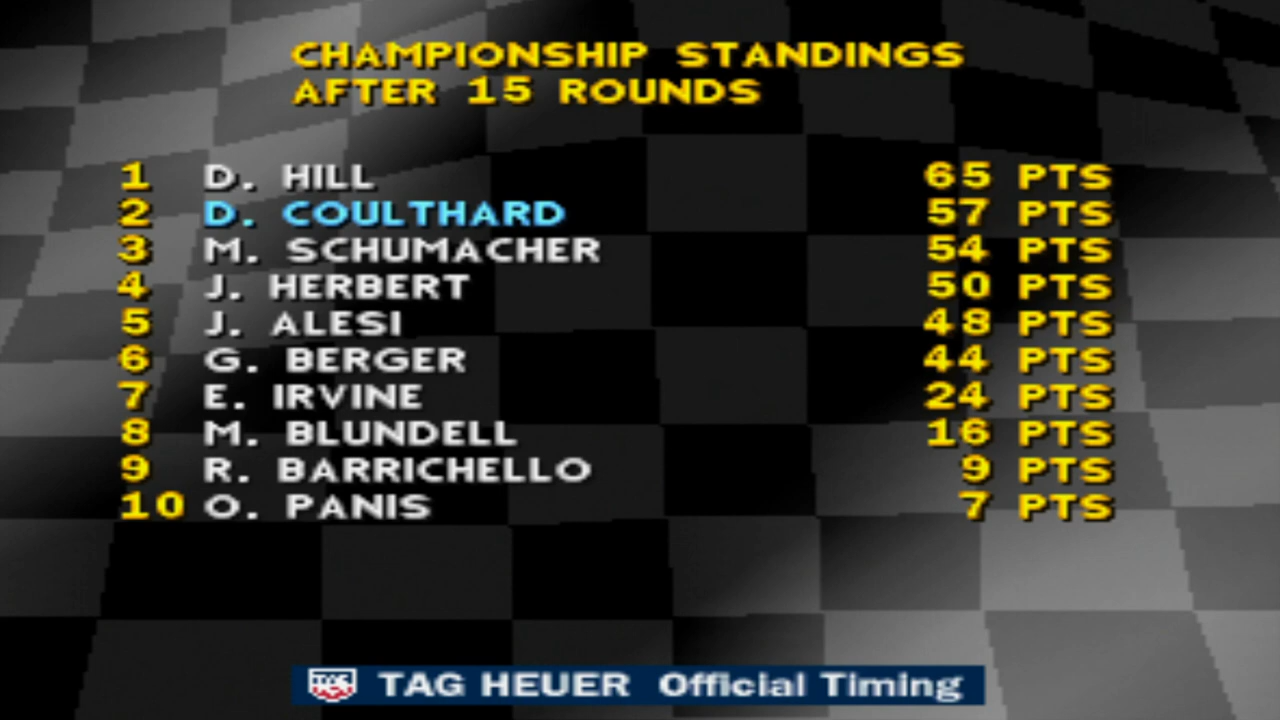 CHAMPIONSHIP STANDINGS
AFTER 15 ROUNDS
1 D. HILL 65 PTS
2 D. COULTHARD 57 PTS
3 M. SCHUMACHER 54 PTS
4 J. HERBERT 50 PTS
5 J. ALESI 48 PTS
6 G. BERGER 44 PTS
7 E. IRVINE 24 PTS
8 M. BLUNDELL 16 PTS
9 R. BARRICHELLO 9 PTS
10 O. PANIS 7 PTS
TAG TAG HEUER Official Timing